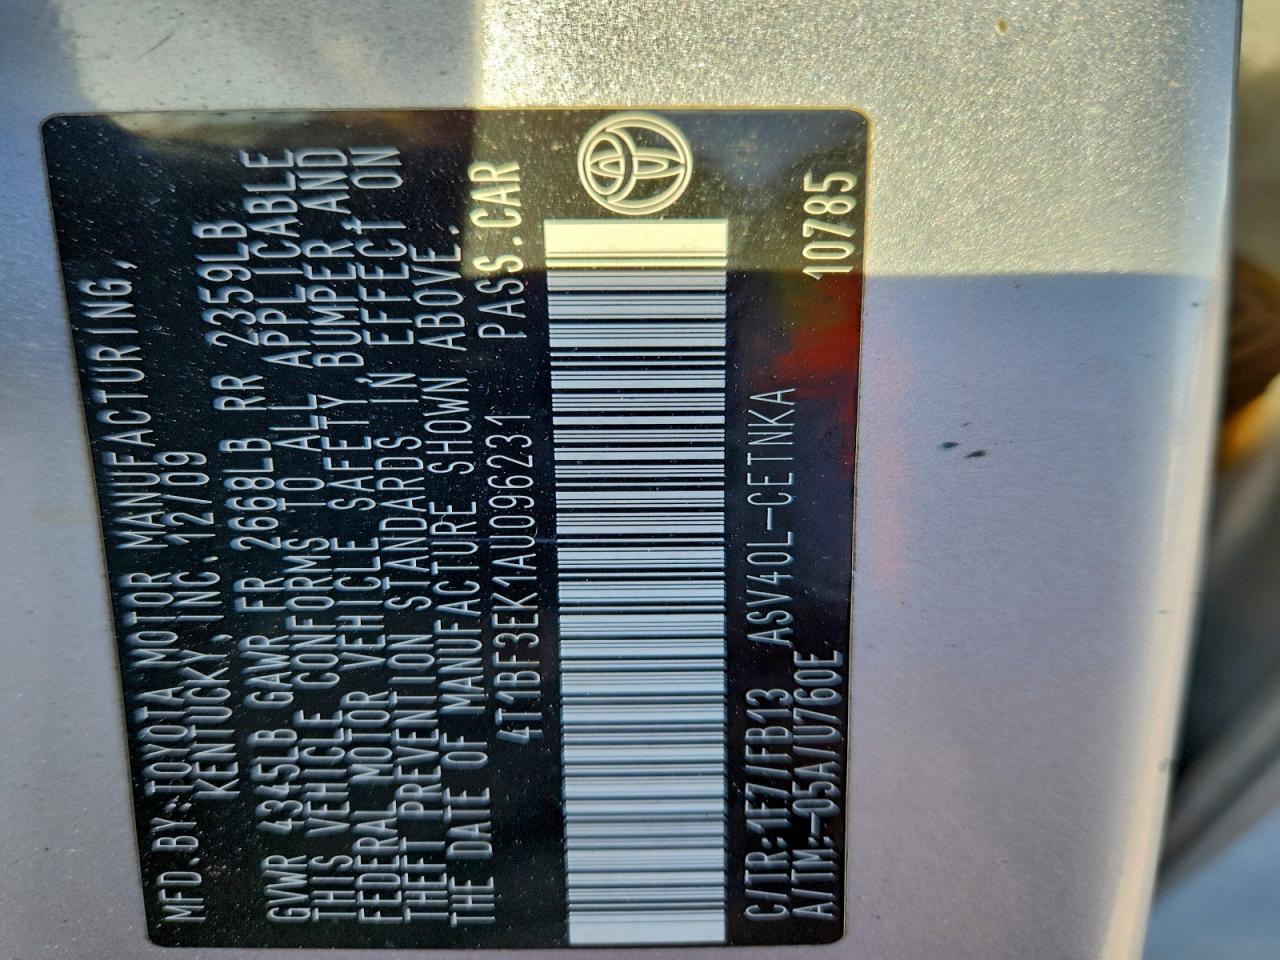 MFD.BY:TOYOTA MOTOR MANUFACTURING,
KENTUCKY, INC. 12/09
GVWR 4345LB GAWR FR 2668LB RR 2359LB
THIS VEHICLE CONFORMS TO ALL APPLICABLE
FEDERAL MOTOR VEHICLE SAFETY, BUMPER, AND
THEFT PREVENTION STANDARDS IN EFFECT ON
THE DATE OF MANUFACTURE SHOWN ABOVE.
4T1BF3EK1AU096231 PASS.CAR
C/TR:1F7/FB13 ASV40L-CETNKA
A/TM:-05A/U760E 10785